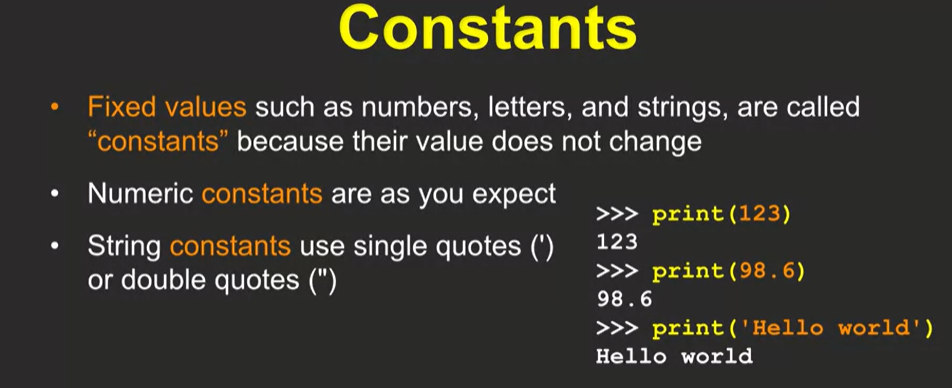 Constants
• Fixed values such as numbers, letters, and strings, are called
“constants” because their value does not change
• Numeric constants are as you expect
• String constants use single quotes (')
or double quotes (")
>>> print(123)
123
>>> print(98.6)
98.6
>>> print('Hello world')
Hello world